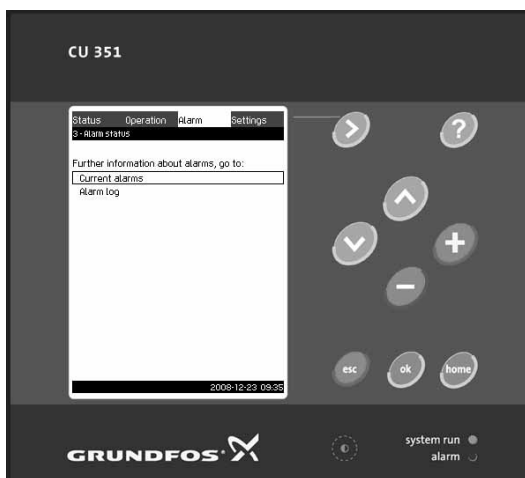 CU 351
Status Operation Alarm Settings
3 - Alarm status
Further information about alarms, go to:
Current alarms
Alarm log
2008-12-23 09:35
?
esc ok home
GRUNDFOS
system run
alarm